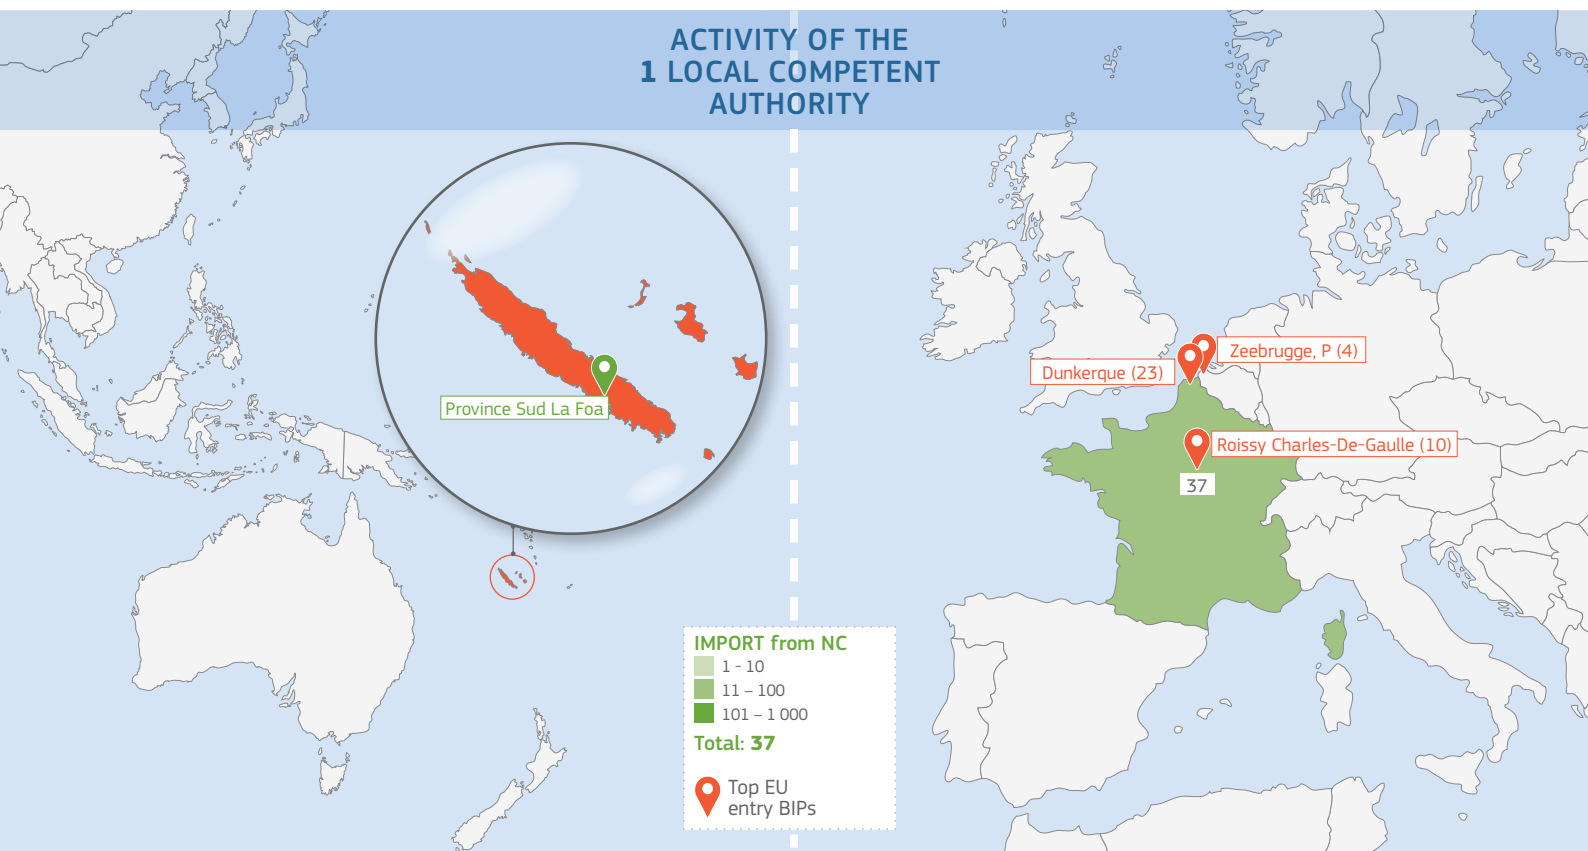 ACTIVITY OF THE
1 LOCAL COMPETENT
AUTHORITY
Province Sud La Foa
Zeebrugge, P (4)
Dunkerque (23)
Roissy Charles-De-Gaulle (10)
37
IMPORT from NC
1 - 10
11 – 100
101 – 1 000
Total: 37
Top EU
entry BIPs